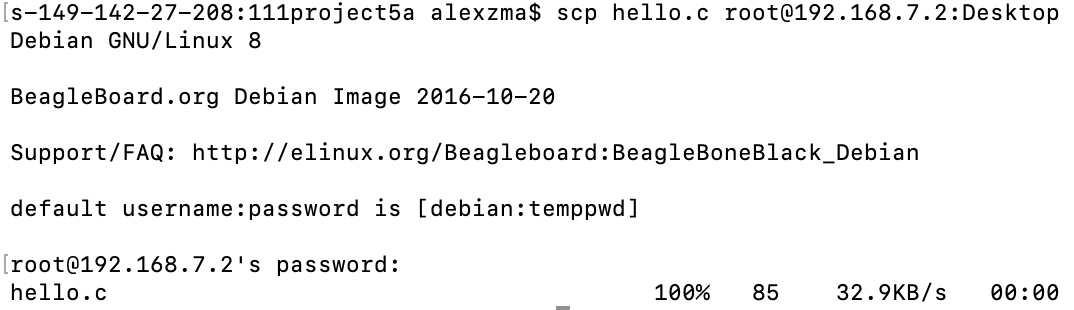 [s-149-142-27-208:111project5a alexzma$ scp hello.c root@192.168.7.2:Desktop
Debian GNU/Linux 8
BeagleBoard.org Debian Image 2016-10-20
Support/FAQ: http://elinux.org/Beagleboard:BeagleBoneBlack_Debian
default username:password is [debian:temppwd]
[root@192.168.7.2's password:
hello.c 100% 85 32.9KB/s 00:00